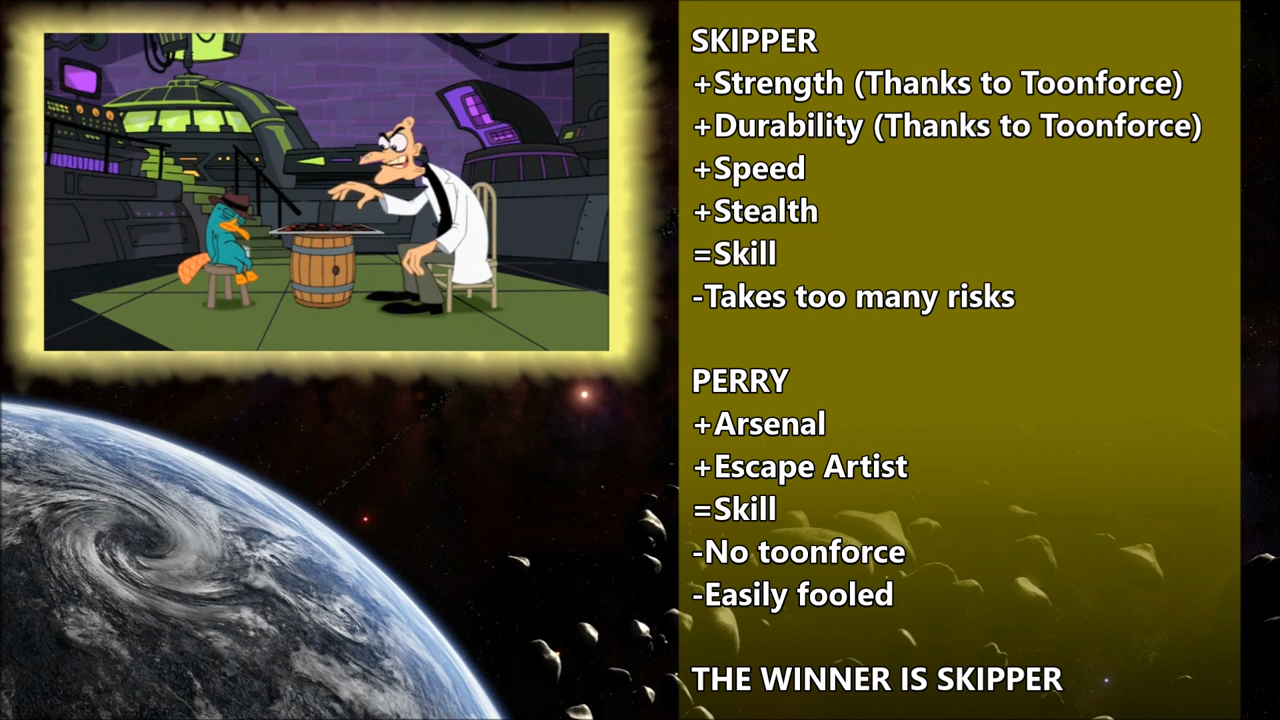 SKIPPER
+Strength (Thanks to Toonforce)
+Durability (Thanks to Toonforce)
+Speed
+Stealth
=Skill
-Takes too many risks
PERRY
+Arsenal
+Escape Artist
=Skill
-No toonforce
-Easily fooled
THE WINNER IS SKIPPER